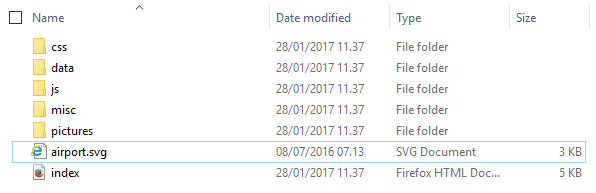 Name Date modified Type Size
css 28/01/2017 11.37 File folder
data 28/01/2017 11.37 File folder
js 28/01/2017 11.37 File folder
misc 28/01/2017 11.37 File folder
pictures 28/01/2017 11.37 File folder
airport.svg 08/07/2016 07.13 SVG Document 3 KB
index 28/01/2017 11.37 Firefox HTML Doc... 5 KB